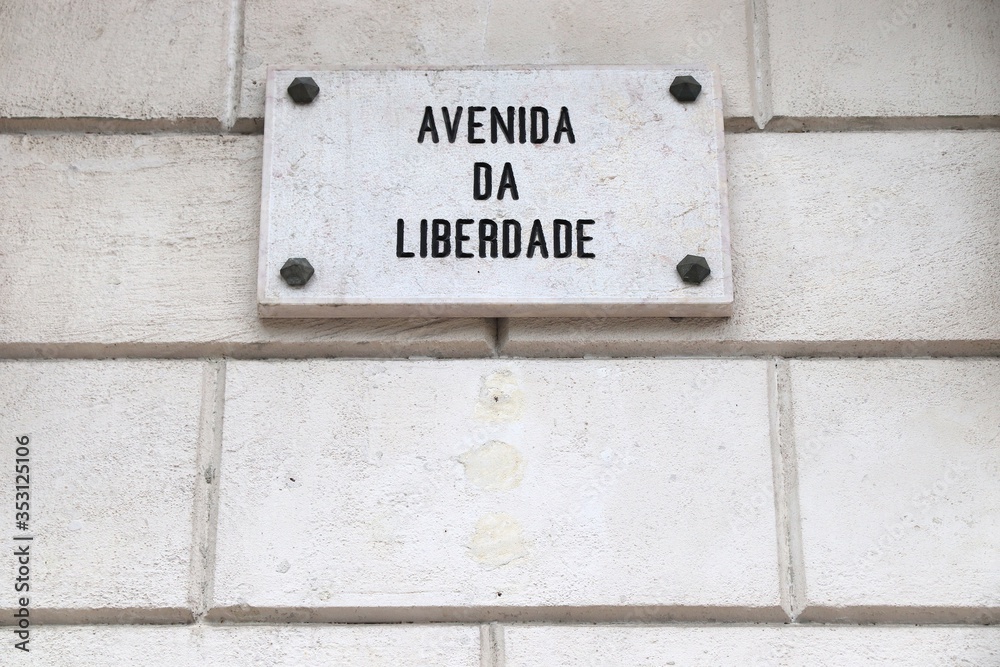 AVENIDA
DA
LIBERDADE
Adobe Stock | #353125106